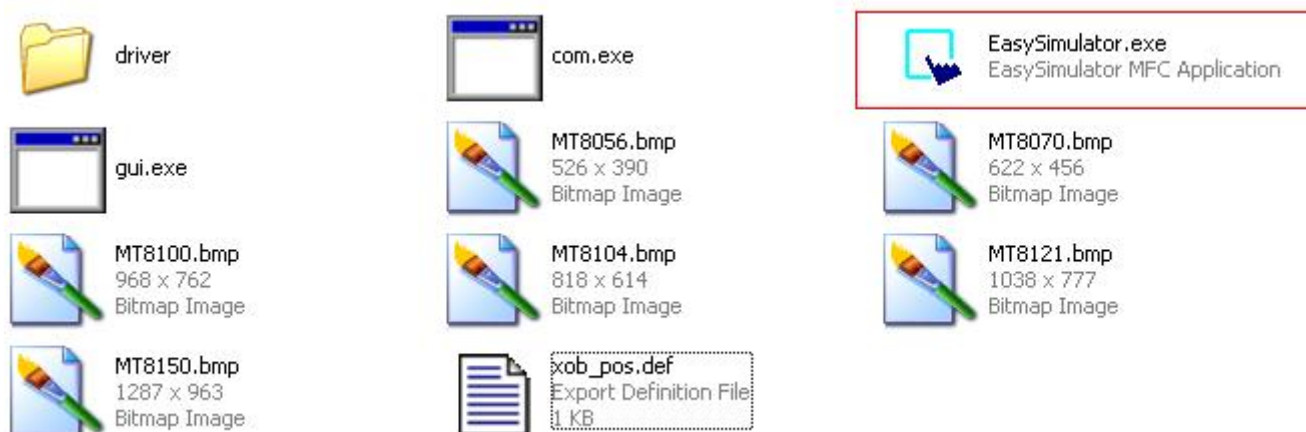 driver
com.exe
EasySimulator.exe
EasySimulator MFC Application
gui.exe
MT8056.bmp
526 x 390
Bitmap Image
MT8070.bmp
622 x 456
Bitmap Image
MT8100.bmp
968 x 762
Bitmap Image
MT8104.bmp
818 x 614
Bitmap Image
MT8121.bmp
1038 x 777
Bitmap Image
MT8150.bmp
1287 x 963
Bitmap Image
xob_pos.def
Export Definition File
1 KB